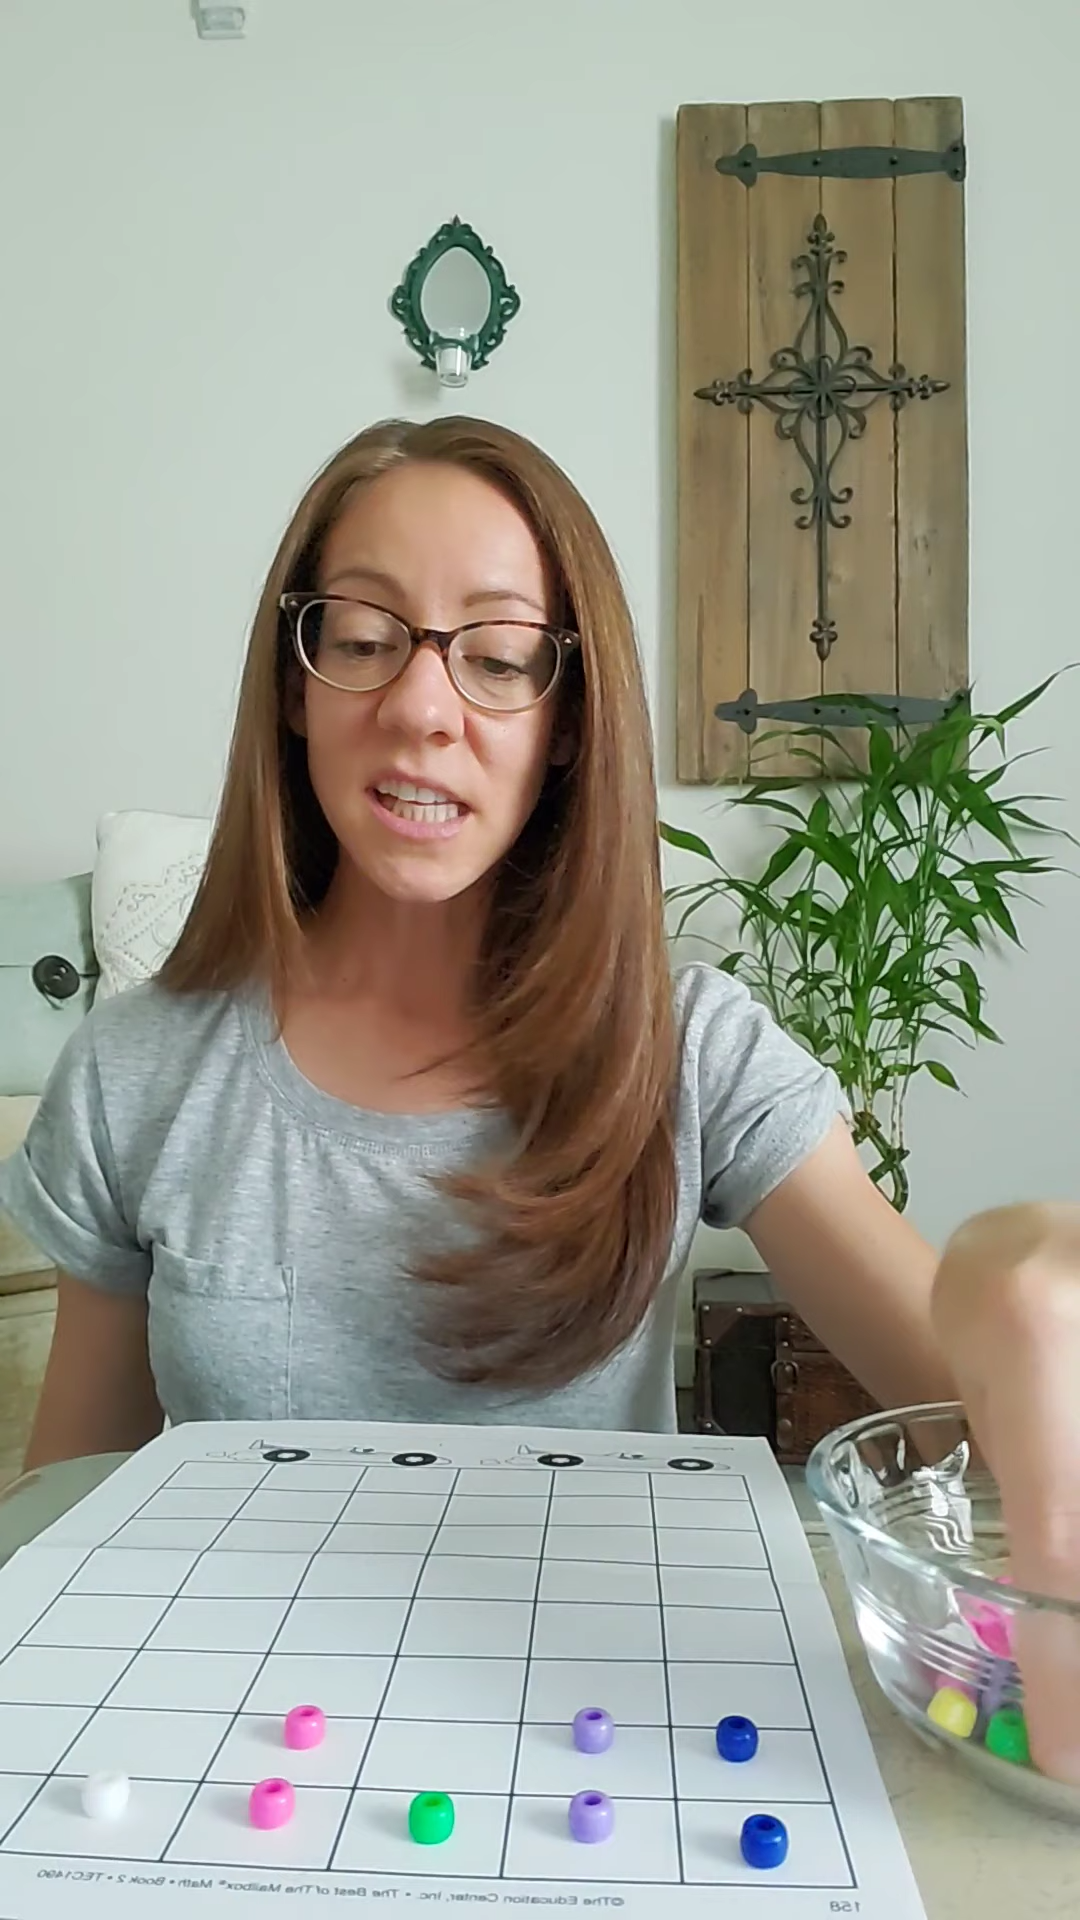 ©The Education Center, Inc. • The Best of The Mailbox® Math • Book 2 • TEC1490
158